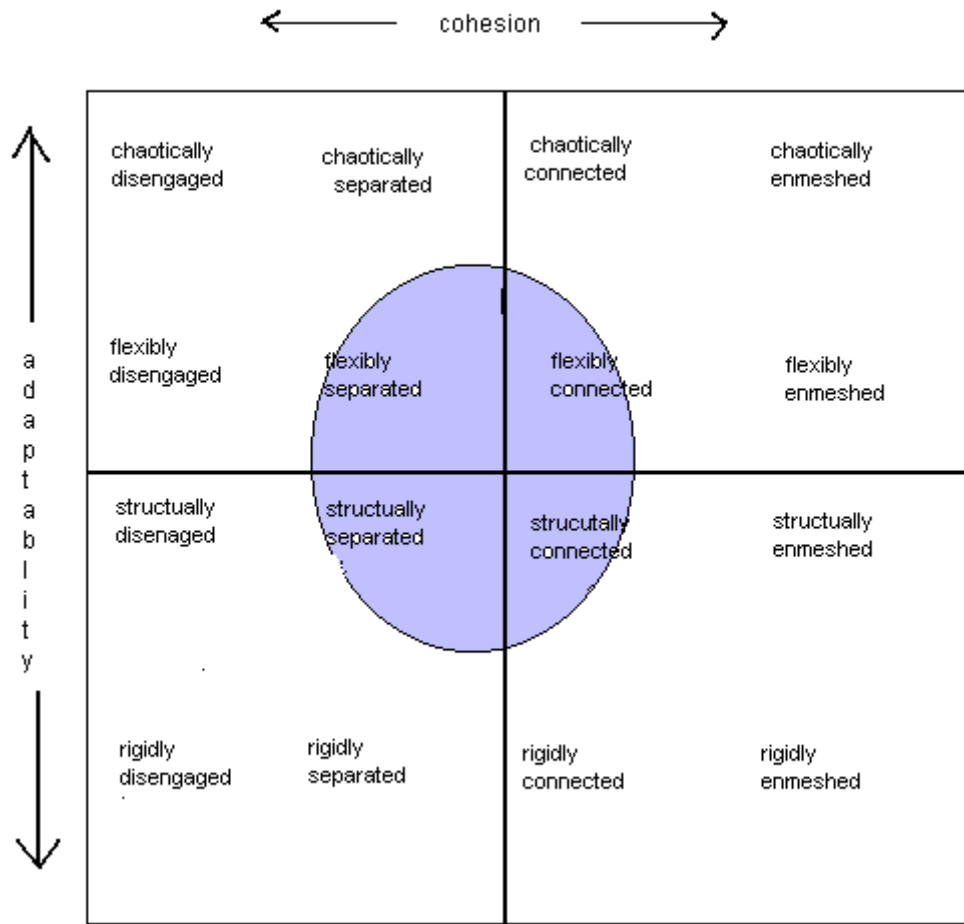 cohesion
chaotically
disengaged
chaotically
separated
chaotically
connected
chaotically
enmeshed
flexibly
disengaged
flexibly
separated
flexibly
connected
flexibly
enmeshed
structually
disenaged
structually
separated
strucutally
connected
structually
enmeshed
rigidly
disengaged
rigidly
separated
rigidly
connected
rigidly
enmeshed
a
d
a
p
t
a
b
l
i
t
y